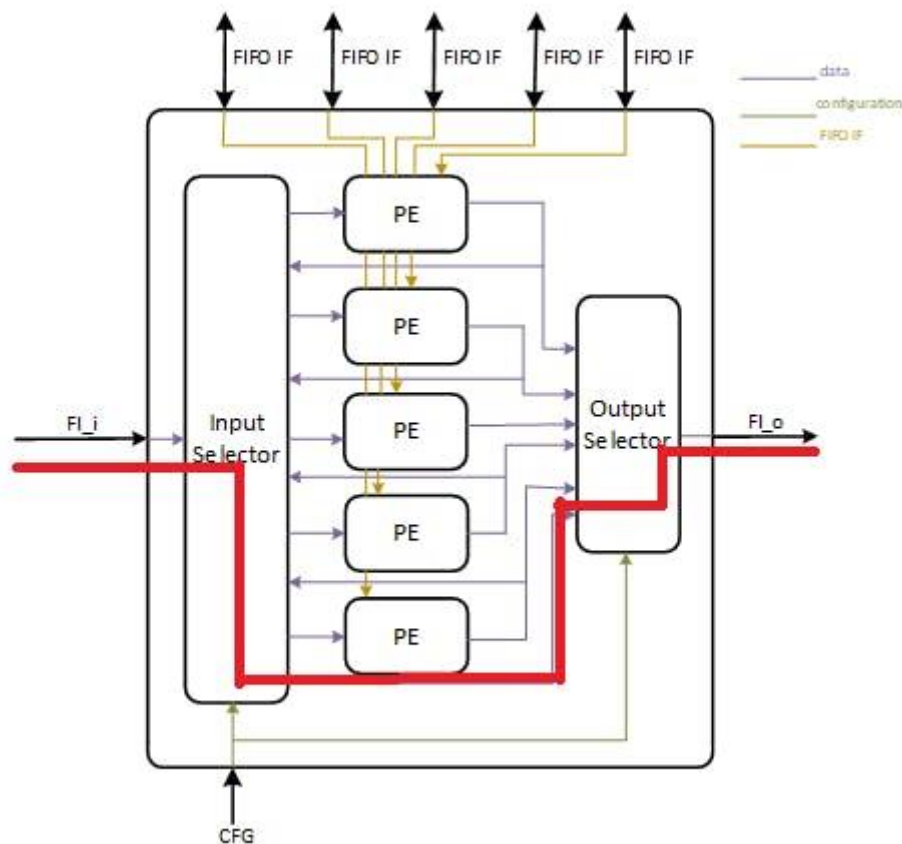 FIFO IF
FIFO IF
FIFO IF
FIFO IF
FIFO IF
data
configuration
FIFO IF
PE
PE
PE
PE
PE
FI_i
Input
Selector
Output
Selector
FI_o
CFG